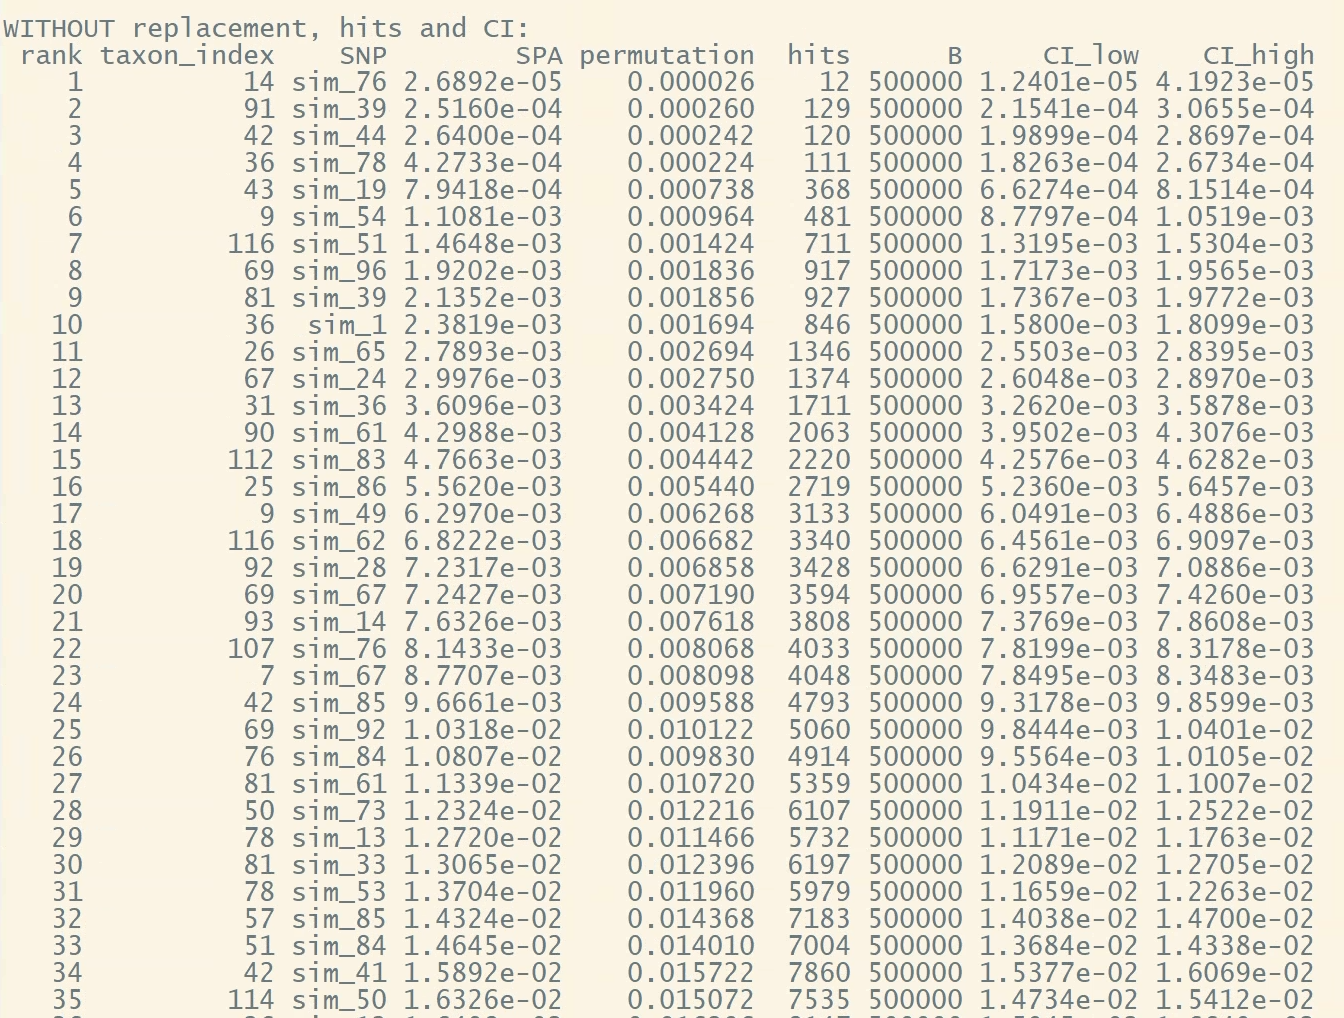 WITHOUT replacement, hits and CI:
rank taxon_index SNP SPA permutation hits B CI_low CI_high
1 14 sim_76 2.6892e-05 0.000026 12 500000 1.2401e-05 4.1923e-05
2 91 sim_39 2.5160e-04 0.000260 129 500000 2.1541e-04 3.0655e-04
3 42 sim_44 2.6400e-04 0.000242 120 500000 1.9899e-04 2.8697e-04
4 36 sim_78 4.2733e-04 0.000224 111 500000 1.8263e-04 2.6734e-04
5 43 sim_19 7.9418e-04 0.000738 368 500000 6.6274e-04 8.1514e-04
6 9 sim_54 1.1081e-03 0.000964 481 500000 8.7797e-04 1.0519e-03
7 116 sim_51 1.4648e-03 0.001424 711 500000 1.3195e-03 1.5304e-03
8 69 sim_96 1.9202e-03 0.001836 917 500000 1.7173e-03 1.9565e-03
9 81 sim_39 2.1352e-03 0.001856 927 500000 1.7367e-03 1.9772e-03
10 36 sim_1 2.3819e-03 0.001694 846 500000 1.5800e-03 1.8099e-03
11 26 sim_65 2.7893e-03 0.002694 1346 500000 2.5503e-03 2.8395e-03
12 67 sim_24 2.9976e-03 0.002750 1374 500000 2.6048e-03 2.8970e-03
13 31 sim_36 3.6096e-03 0.003424 1711 500000 3.2620e-03 3.5878e-03
14 90 sim_61 4.2988e-03 0.004128 2063 500000 3.9502e-03 4.3076e-03
15 112 sim_83 4.7663e-03 0.004442 2220 500000 4.2576e-03 4.6282e-03
16 25 sim_86 5.5620e-03 0.005440 2719 500000 5.2360e-03 5.6457e-03
17 9 sim_49 6.2970e-03 0.006268 3133 500000 6.0491e-03 6.4886e-03
18 116 sim_62 6.8222e-03 0.006682 3340 500000 6.4561e-03 6.9097e-03
19 92 sim_28 7.2317e-03 0.006858 3428 500000 6.6291e-03 7.0886e-03
20 69 sim_67 7.2427e-03 0.007190 3594 500000 6.9557e-03 7.4260e-03
21 93 sim_14 7.6326e-03 0.007618 3808 500000 7.3769e-03 7.8608e-03
22 107 sim_76 8.1433e-03 0.008068 4033 500000 7.8199e-03 8.3178e-03
23 7 sim_67 8.7707e-03 0.008098 4048 500000 7.8495e-03 8.3483e-03
24 42 sim_85 9.6661e-03 0.009588 4793 500000 9.3178e-03 9.8599e-03
25 69 sim_92 1.0318e-02 0.010122 5060 500000 9.8444e-03 1.0401e-02
26 76 sim_84 1.0807e-02 0.009830 4914 500000 9.5564e-03 1.0105e-02
27 81 sim_61 1.1339e-02 0.010720 5359 500000 1.0434e-02 1.1007e-02
28 50 sim_73 1.2324e-02 0.012216 6107 500000 1.1911e-02 1.2522e-02
29 78 sim_13 1.2720e-02 0.011466 5732 500000 1.1171e-02 1.1763e-02
30 81 sim_33 1.3065e-02 0.012396 6197 500000 1.2089e-02 1.2705e-02
31 78 sim_53 1.3704e-02 0.011960 5979 500000 1.1659e-02 1.2263e-02
32 57 sim_85 1.4324e-02 0.014368 7183 500000 1.4038e-02 1.4700e-02
33 51 sim_84 1.4645e-02 0.014010 7004 500000 1.3684e-02 1.4338e-02
34 42 sim_41 1.5892e-02 0.015722 7860 500000 1.5377e-02 1.6069e-02
35 114 sim_50 1.6326e-02 0.015072 7535 500000 1.4734e-02 1.5412e-02